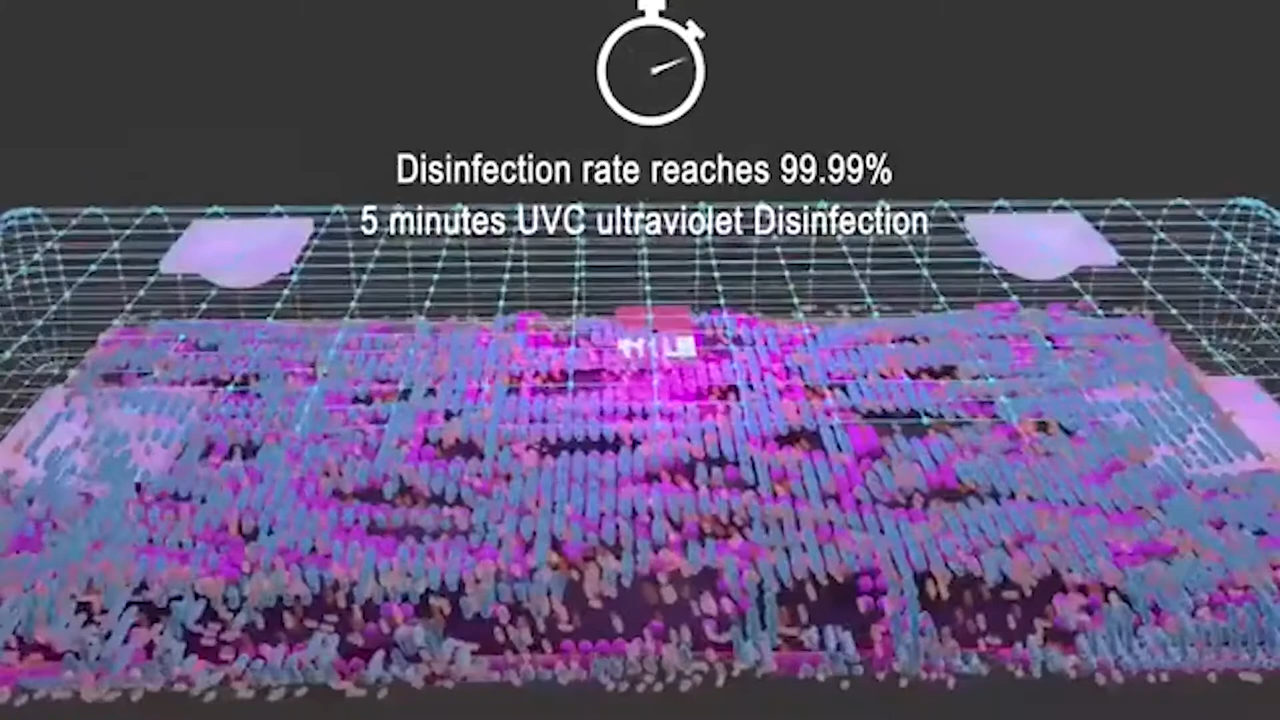 Disinfection rate reaches 99.99%
5 minutes UVC ultraviolet Disinfection